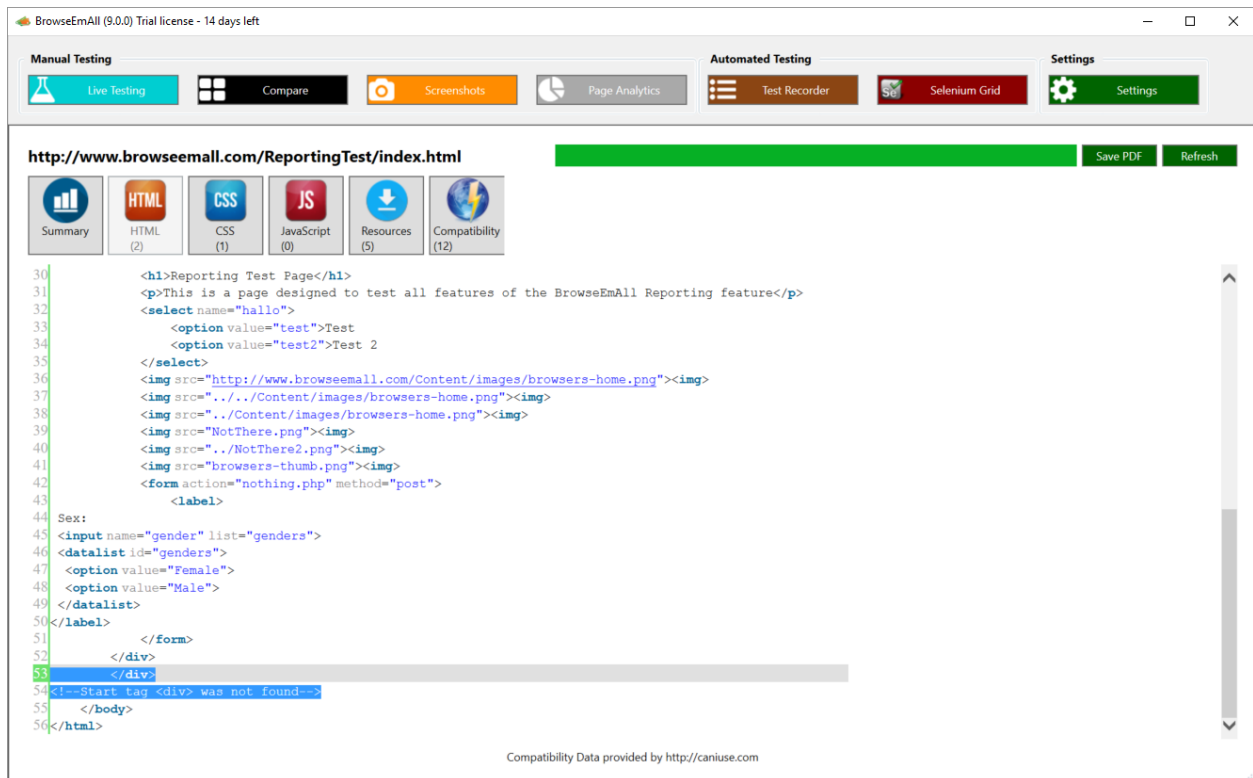 BrowseEmAll (9.0.0) Trial license - 14 days left
Manual Testing
Automated Testing
Settings
Live Testing
Compare
Screenshots
Page Analytics
Test Recorder
Se
Selenium Grid
Settings
http://www.browseemall.com/ReportingTest/index.html
Save PDF
Refresh
Summary
HTML
HTML
(2)
CSS
CSS
(1)
JS
JavaScript
(0)
Resources
(5)
Compatibility
(12)
30 <h1>Reporting Test Page</h1>
31 <p>This is a page designed to test all features of the BrowseEmAll Reporting feature</p>
32 <select name="hallo">
33 <option value="test">Test
34 <option value="test2">Test 2
35 </select>
36 <img src="http://www.browseemall.com/Content/images/browsers-home.png"><img>
37 <img src="../../Content/images/browsers-home.png"><img>
38 <img src="../Content/images/browsers-home.png"><img>
39 <img src="NotThere.png"><img>
40 <img src="../NotThere2.png"><img>
41 <img src="browsers-thumb.png"><img>
42 <form action="nothing.php" method="post">
43 <label>
44 Sex:
45 <input name="gender" list="genders">
46 <datalist id="genders">
47 <option value="Female">
48 <option value="Male">
49 </datalist>
50 </label>
51 </form>
52 </div>
53 </div>
54 <!--Start tag <div> was not found-->
55 </body>
56 </html>
Compatibility Data provided by http://caniuse.com